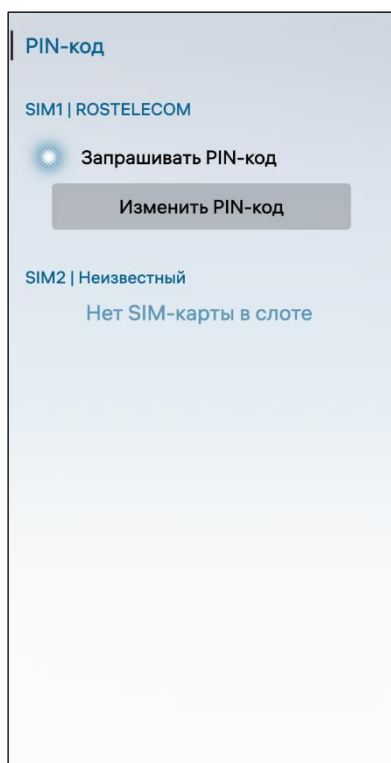 PIN-код
SIM1 | ROSTELECOM
Запрашивать PIN-код
Изменить PIN-код
SIM2 | Неизвестный
Нет SIM-карты в слоте